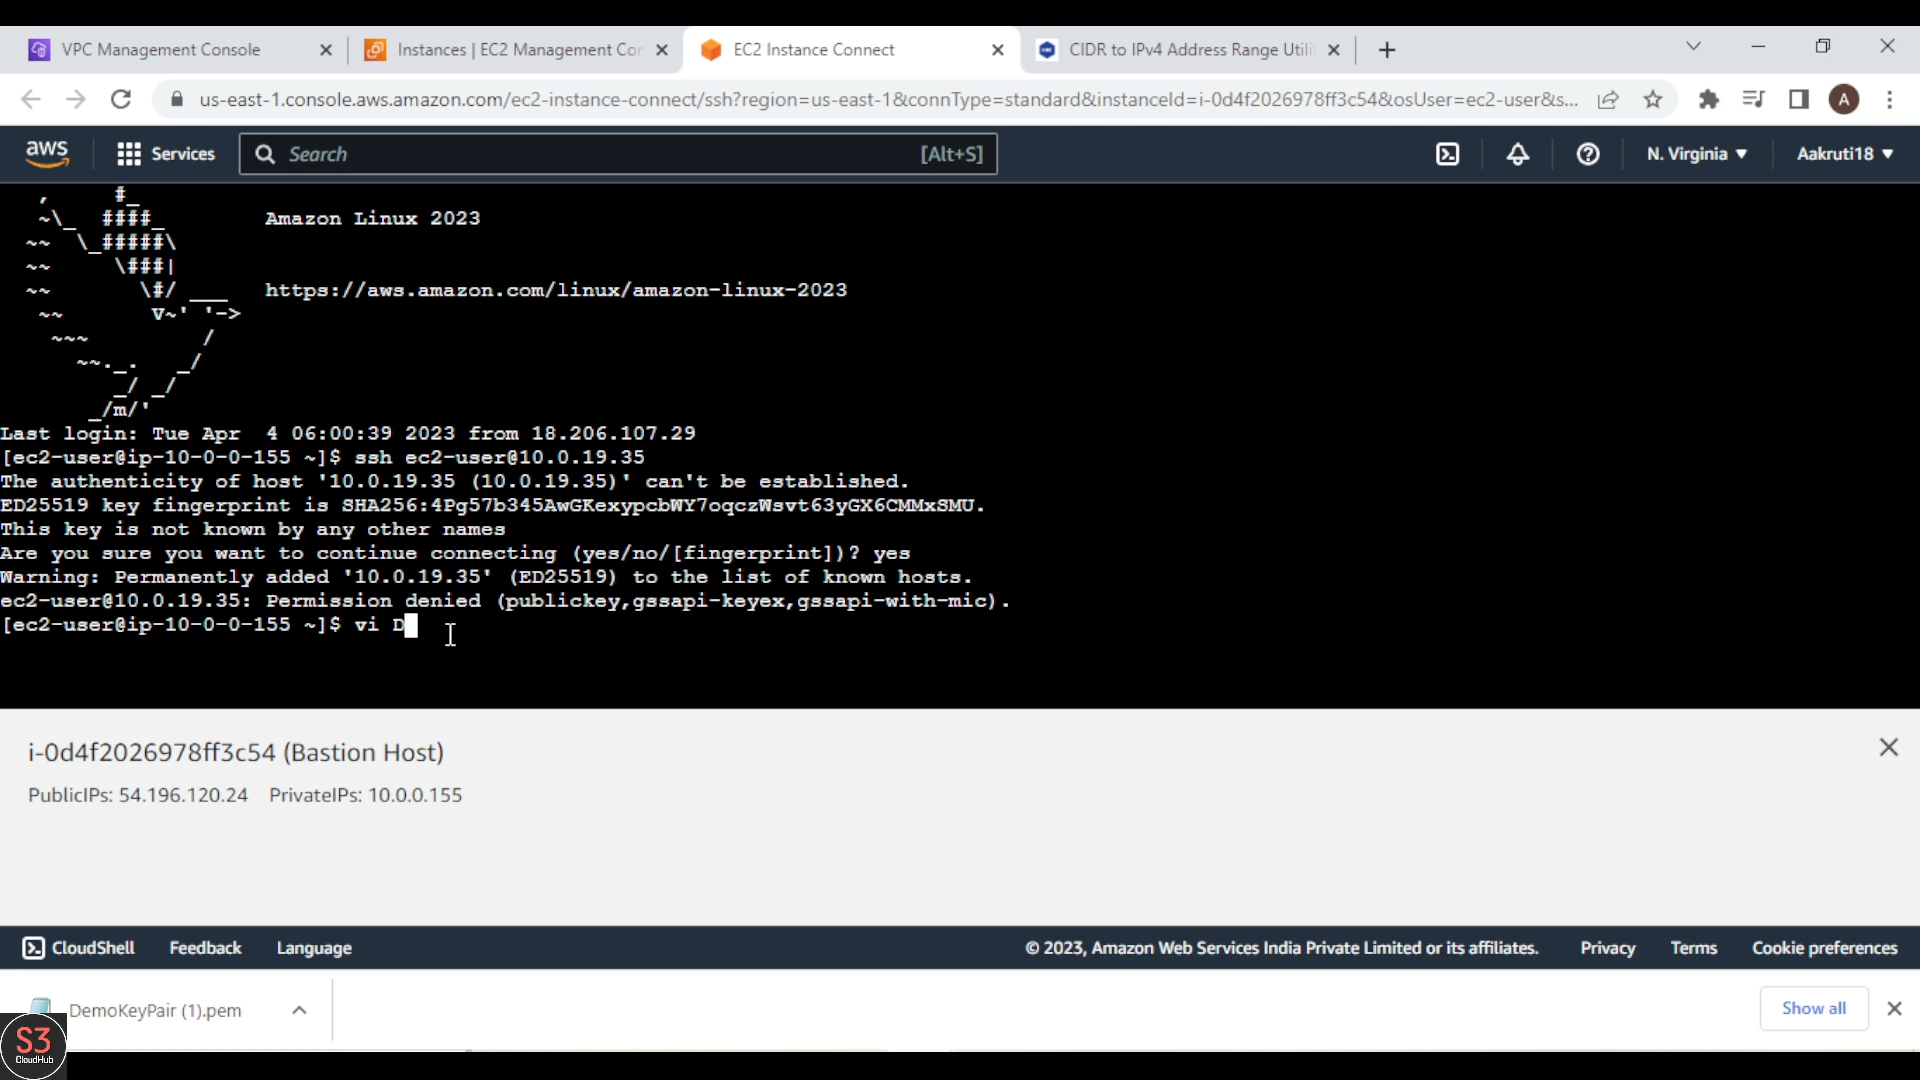 VPC Management Console
Instances | EC2 Management Con
EC2 Instance Connect
CIDR to IPv4 Address Range Utili
us-east-1.console.aws.amazon.com/ec2-instance-connect/ssh?region=us-east-1&connType=standard&instanceId=i-0d4f2026978ff3c54&osUser=ec2-user&s...
A
aws
Services
Search
[Alt+S]
N. Virginia
Aakruti18
   ,     #_
   ~\_  ####_        Amazon Linux 2023
  ~~  \_#####\
  ~~     \###|
  ~~       \#/ ___   https://aws.amazon.com/linux/amazon-linux-2023
   ~~       V~' '->
    ~~~         /
      ~~._.   _/
         _/ _/
       _/m/'
Last login: Tue Apr  4 06:00:39 2023 from 18.206.107.29
[ec2-user@ip-10-0-0-155 ~]$ ssh ec2-user@10.0.19.35
The authenticity of host '10.0.19.35 (10.0.19.35)' can't be established.
ED25519 key fingerprint is SHA256:4Pg57b345AwGKexypcbWY7oqczWsvt63yGX6CMMxSMU.
This key is not known by any other names
Are you sure you want to continue connecting (yes/no/[fingerprint])? yes
Warning: Permanently added '10.0.19.35' (ED25519) to the list of known hosts.
ec2-user@10.0.19.35: Permission denied (publickey,gssapi-keyex,gssapi-with-mic).
[ec2-user@ip-10-0-0-155 ~]$ vi D
i-0d4f2026978ff3c54 (Bastion Host)
PublicIPs: 54.196.120.24 PrivateIPs: 10.0.0.155
CloudShell
Feedback
Language
© 2023, Amazon Web Services India Private Limited or its affiliates.
Privacy
Terms
Cookie preferences
DemoKeyPair (1).pem
Show all
S3
CloudHub